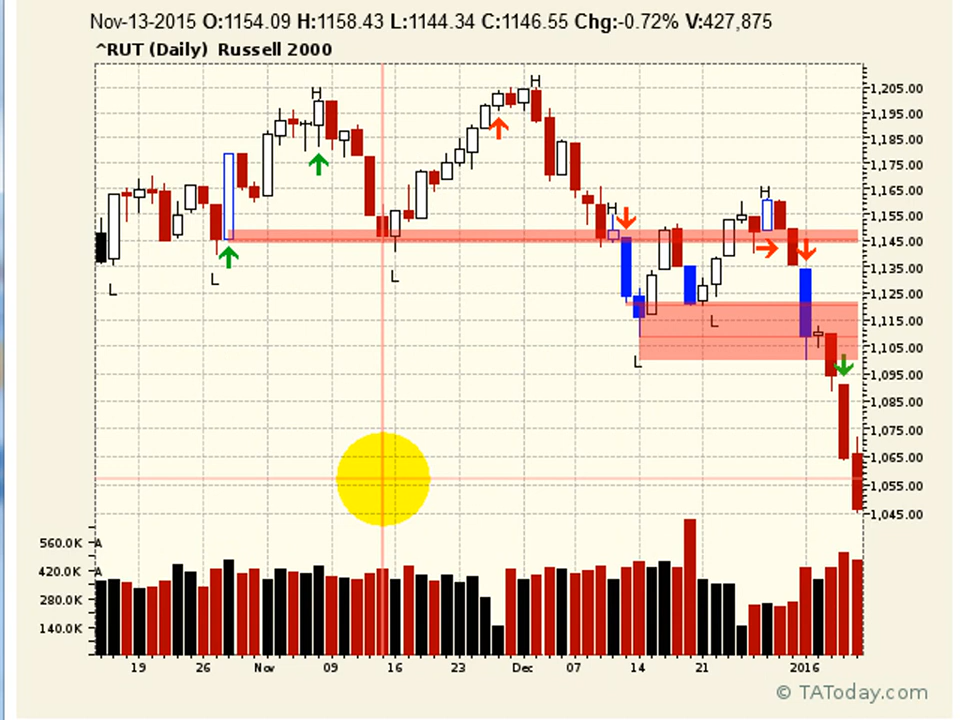 Nov-13-2015 O:1154.09 H:1158.43 L:1144.34 C:1146.55 Chg:-0.72% V:427,875
^RUT (Daily) Russell 2000
H
H
1,205.00
1,195.00
1,185.00
1,175.00
1,165.00
H
H
1,155.00
1,145.00
1,135.00
L
L
L
1,125.00
L
L
1,115.00
1,105.00
L
1,095.00
1,085.00
1,075.00
1,065.00
1,055.00
1,045.00
560.0K A
420.0K A
280.0K
140.0K
19 26 Nov 09 16 23 Dec 07 14 21 2016
© TAToday.com